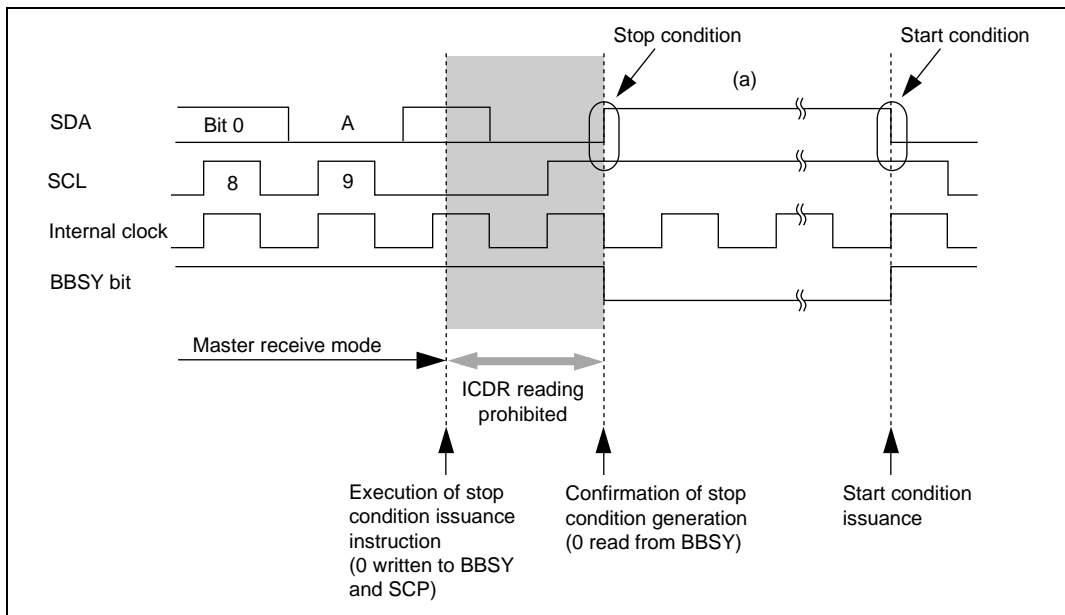 Stop condition
Start condition
(a)
SDA
Bit 0
A
SCL
8
9
Internal clock
BBSY bit
Master receive mode
ICDR reading
prohibited
Execution of stop
condition issuance
instruction
(0 written to BBSY
and SCP)
Confirmation of stop
condition generation
(0 read from BBSY)
Start condition
issuance